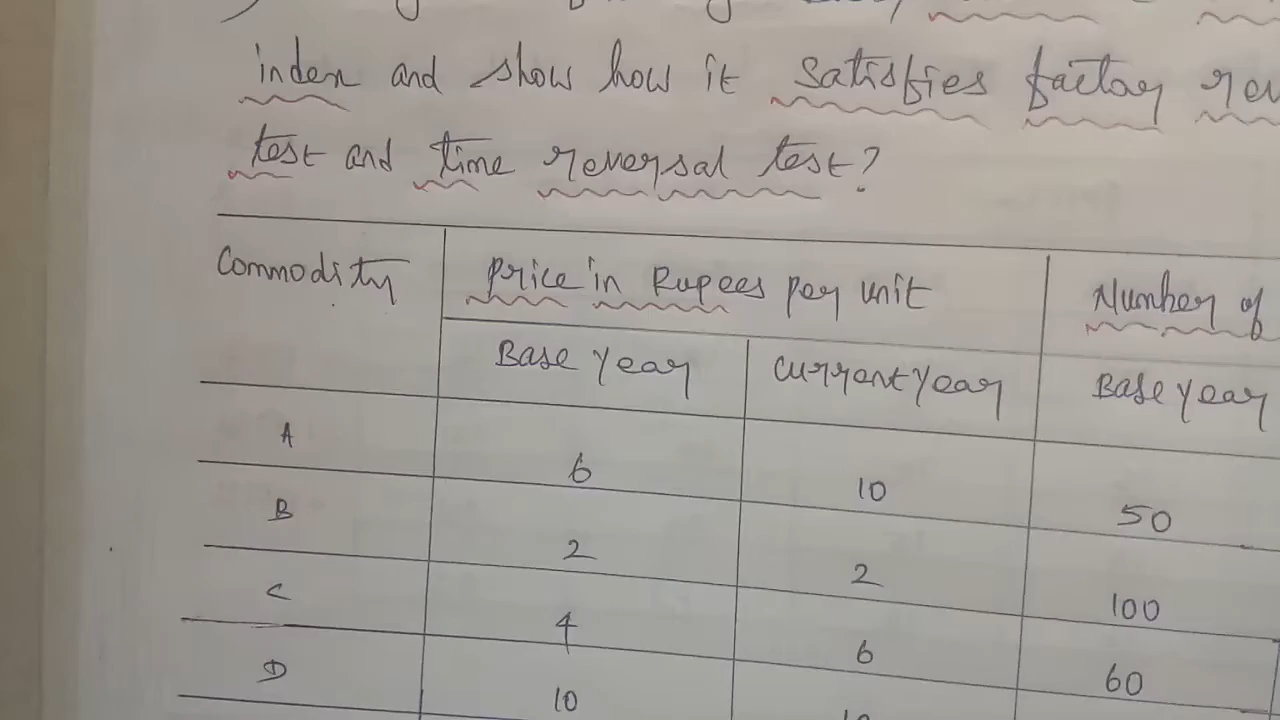 index and show how it satisfies factor
test and time reversal test?
Commodity Price in Rupees per unit Number of
Base year Current year Base year
A 6 10 50
B 2 2 100
C 4 6 60
D 10